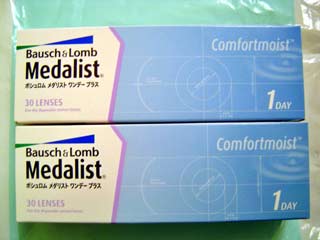 Bausch & Lomb
Comfortmoist™
Medalist®
ボシュロム メダリスト ワンデー プラス
30 LENSES
1 DAY
Bausch & Lomb
Comfortmoist™
Medalist®
ボシュロム メダリスト ワンデー プラス
30 LENSES
1 DAY